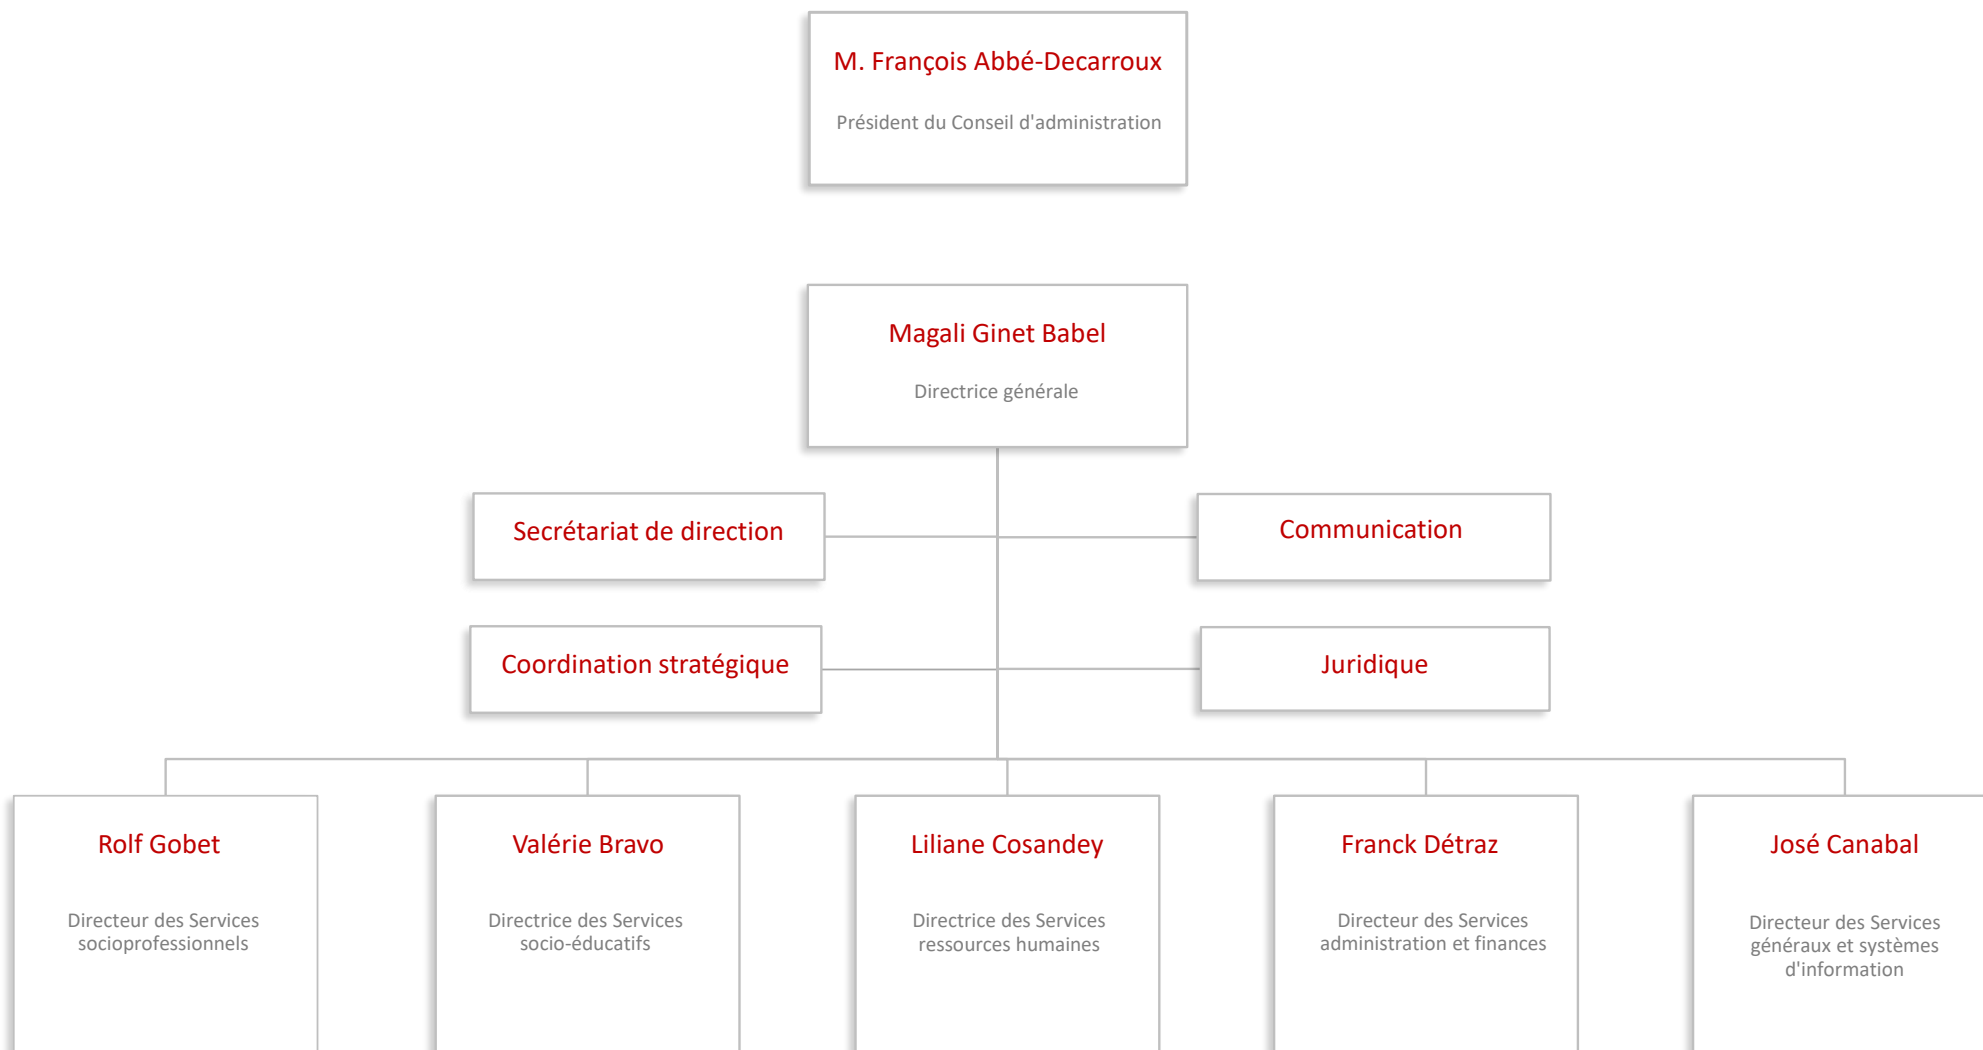 M. François Abbé-Decarroux
Président du Conseil d'administration
Magali Ginet Babel
Directrice générale
Secrétariat de direction
Communication
Coordination stratégique
Juridique
Rolf Gobet
Directeur des Services
socioprofessionnels
Valérie Bravo
Directrice des Services
socio-éducatifs
Liliane Cosandey
Directrice des Services
ressources humaines
Franck Détraz
Directeur des Services
administration et finances
José Canabal
Directeur des Services
généraux et systèmes
d'information